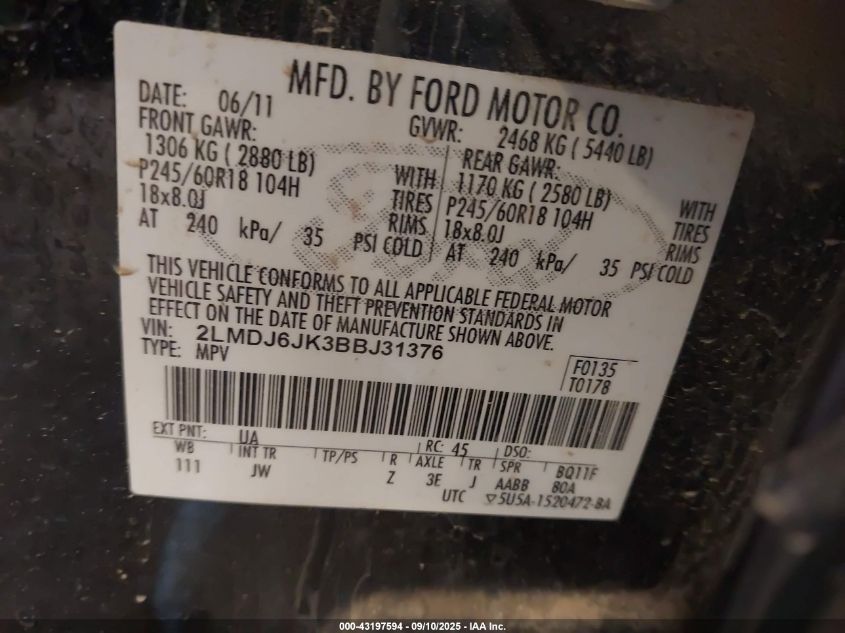 MFD. BY FORD MOTOR CO.
DATE: 06/11 GVWR: 2468 KG ( 5440 LB)
FRONT GAWR: REAR GAWR:
1306 KG ( 2880 LB) WITH 1170 KG ( 2580 LB) WITH
P245/60R18 104H TIRES P245/60R18 104H TIRES
18x8.0J RIMS 18x8.0J RIMS
AT 240 kPa/ 35 PSI COLD AT 240 kPa/ 35 PSI COLD
THIS VEHICLE CONFORMS TO ALL APPLICABLE FEDERAL MOTOR
VEHICLE SAFETY AND THEFT PREVENTION STANDARDS IN
EFFECT ON THE DATE OF MANUFACTURE SHOWN ABOVE.
VIN: 2LMDJ6JK3BBJ31376
TYPE: MPV
F0135
T0178
EXT PNT: UA RC: 45 DSO:
WB INT TR TP/PS R AXLE TR SPR BQ11F
111 JW Z 3E J AABB 80A
UTC ▽5U5A-1520472-BA
000-43197594 - 09/10/2025 - IAA Inc.